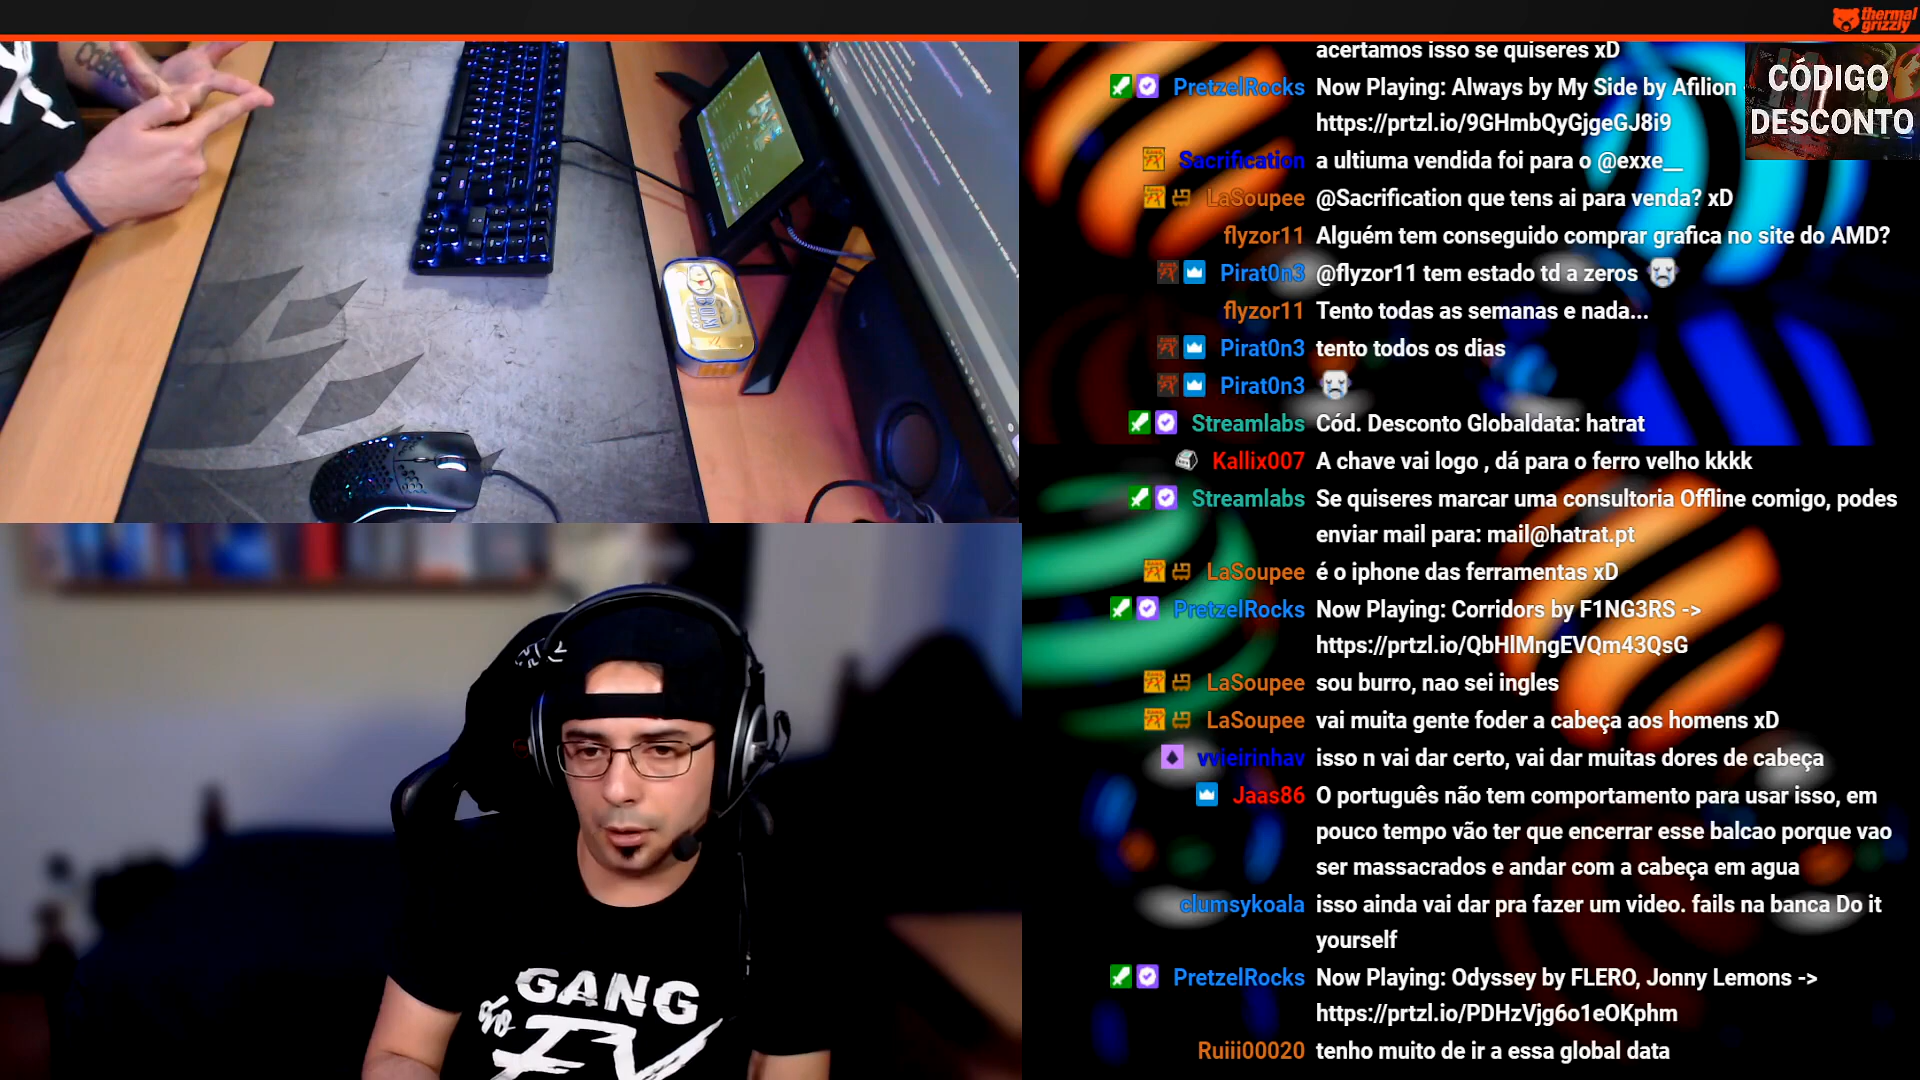 thermal
grizzly
acertamos isso se quiseres xD
CÓDIGO
DESCONTO
PretzelRocks Now Playing: Always by My Side by Afilion
https://prtzl.io/9GHmbQyGjgeGJ8i9
Sacrification a ultiuma vendida foi para o @exxe__
LaSoupee @Sacrification que tens ai para venda? xD
flyzor11 Alguém tem conseguido comprar grafica no site do AMD?
Pirat0n3 @flyzor11 tem estado td a zeros
flyzor11 Tento todas as semanas e nada...
Pirat0n3 tento todos os dias
Pirat0n3
Streamlabs Cód. Desconto Globaldata: hatrat
Kallix007 A chave vai logo , dá para o ferro velho kkkk
Streamlabs Se quiseres marcar uma consultoria Offline comigo, podes
enviar mail para: mail@hatrat.pt
LaSoupee é o iphone das ferramentas xD
PretzelRocks Now Playing: Corridors by F1NG3RS ->
https://prtzl.io/QbHlMngEVQm43QsG
LaSoupee sou burro, nao sei ingles
LaSoupee vai muita gente foder a cabeça aos homens xD
vvieirinhav isso n vai dar certo, vai dar muitas dores de cabeça
Jaas86 O português não tem comportamento para usar isso, em
pouco tempo vão ter que encerrar esse balcao porque vao
ser massacrados e andar com a cabeça em agua
clumsykoala isso ainda vai dar pra fazer um video. fails na banca Do it
yourself
PretzelRocks Now Playing: Odyssey by FLERO, Jonny Lemons ->
https://prtzl.io/PDHzVjg6o1eOKphm
Ruiii00020 tenho muito de ir a essa global data
GANG